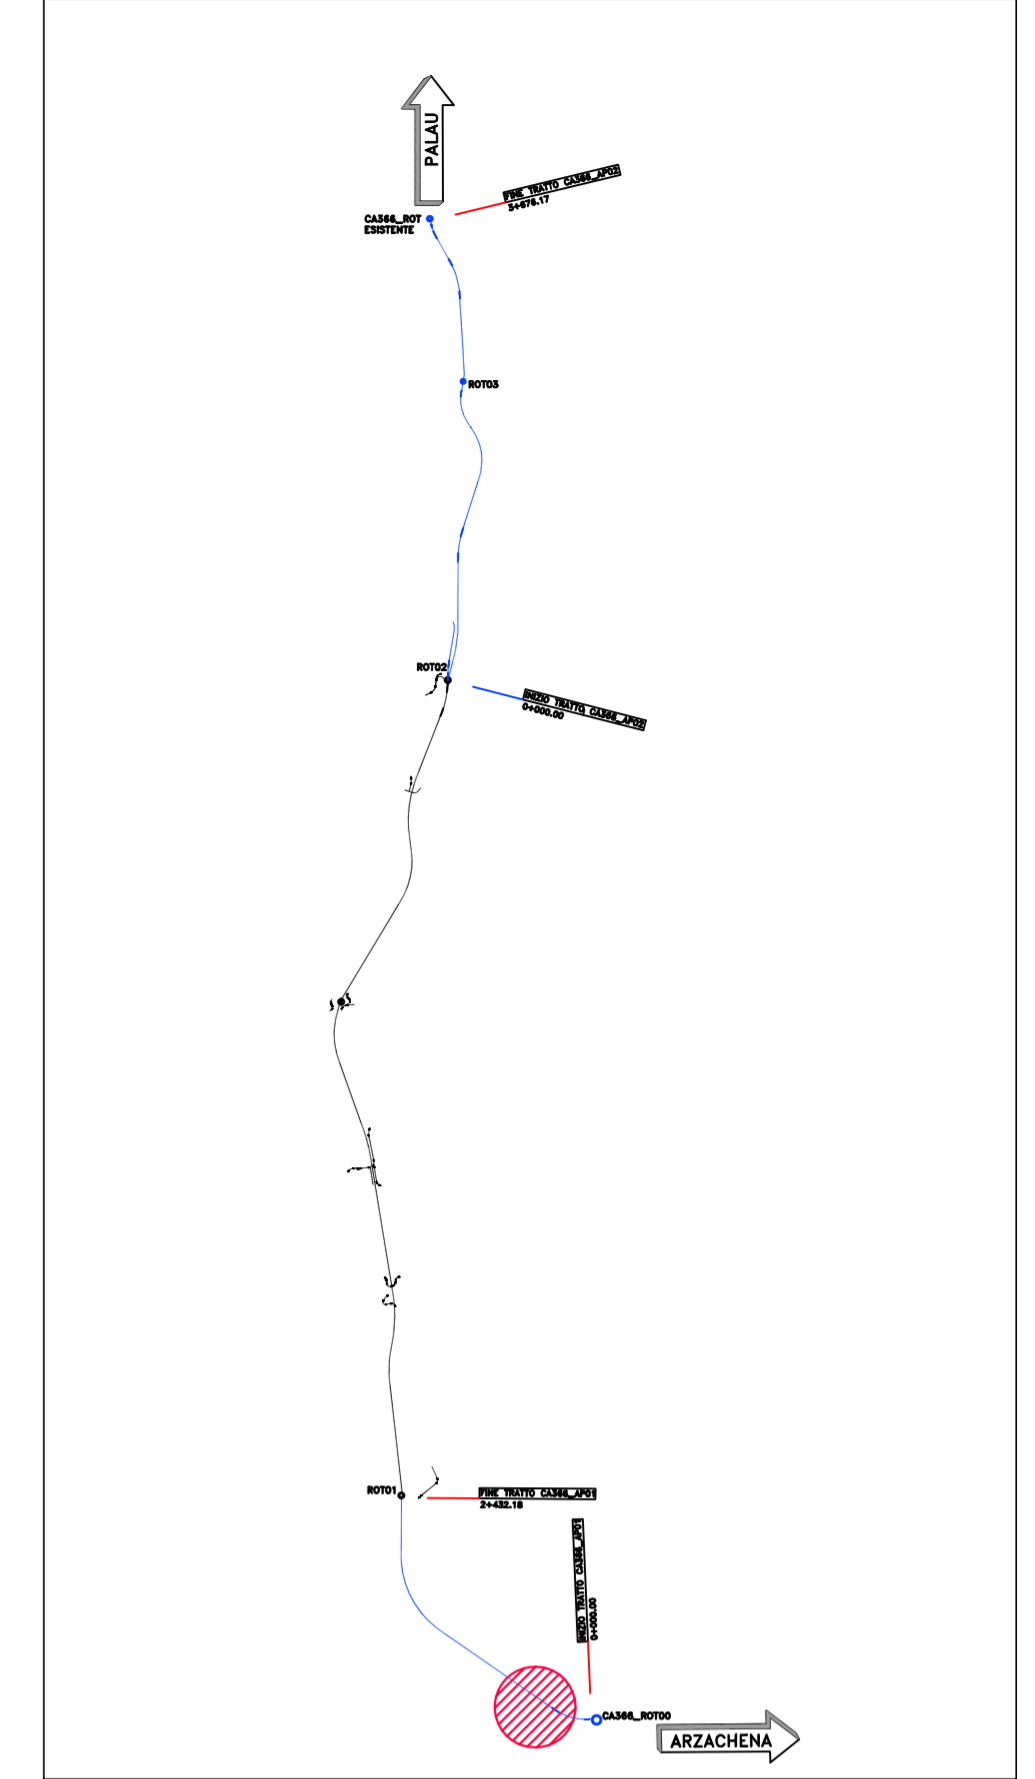 PALAU
FINE TRATTO CA366_AP02
3+676.17
CA366_ROT
ESISTENTE
ROT03
ROT02
INIZIO TRATTO CA366_AP02
0+000.00
ROT01
FINE TRATTO CA366_AP01
2+432.18
INIZIO TRATTO CA366_AP01
0+000.00
CA366_ROT00
ARZACHENA